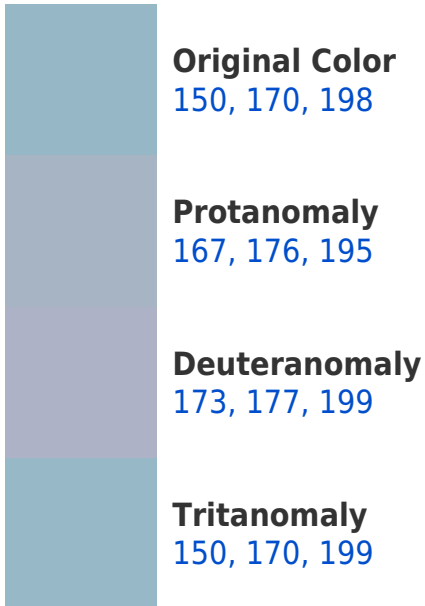 Original Color
150, 170, 198
Protanomaly
167, 176, 195
Deuteranomaly
173, 177, 199
Tritanomaly
150, 170, 199